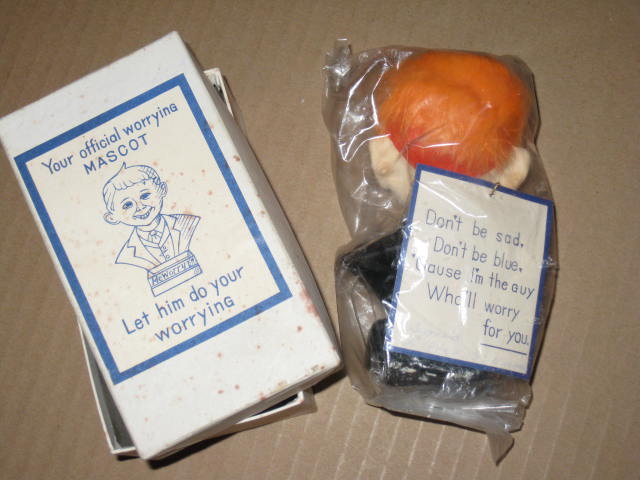 Your official worrying
MASCOT
McWORRY
Let him do your
worrying
Don't be sad,
Don't be blue,
'Cause I'm the guy
Who'll worry
for you.